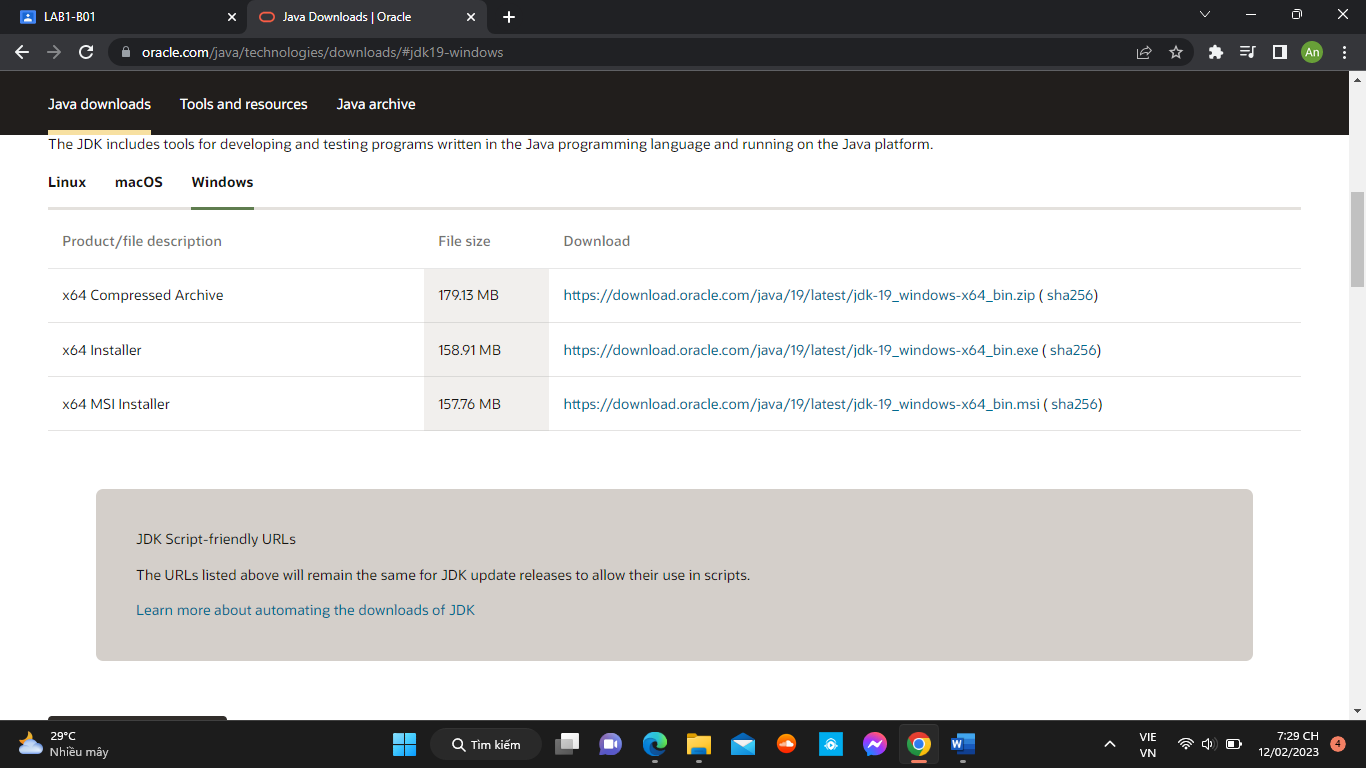 LAB1-B01
Java Downloads | Oracle
oracle.com/java/technologies/downloads/#jdk19-windows
An
Java downloads Tools and resources Java archive
The JDK includes tools for developing and testing programs written in the Java programming language and running on the Java platform.
Linux macOS Windows
Product/file description File size Download
x64 Compressed Archive 179.13 MB https://download.oracle.com/java/19/latest/jdk-19_windows-x64_bin.zip ( sha256)
x64 Installer 158.91 MB https://download.oracle.com/java/19/latest/jdk-19_windows-x64_bin.exe ( sha256)
x64 MSI Installer 157.76 MB https://download.oracle.com/java/19/latest/jdk-19_windows-x64_bin.msi ( sha256)
JDK Script-friendly URLs
The URLs listed above will remain the same for JDK update releases to allow their use in scripts.
Learn more about automating the downloads of JDK
29°C
Nhiều mây
Tìm kiếm
W
VIE
VN
7:29 CH
12/02/2023
4